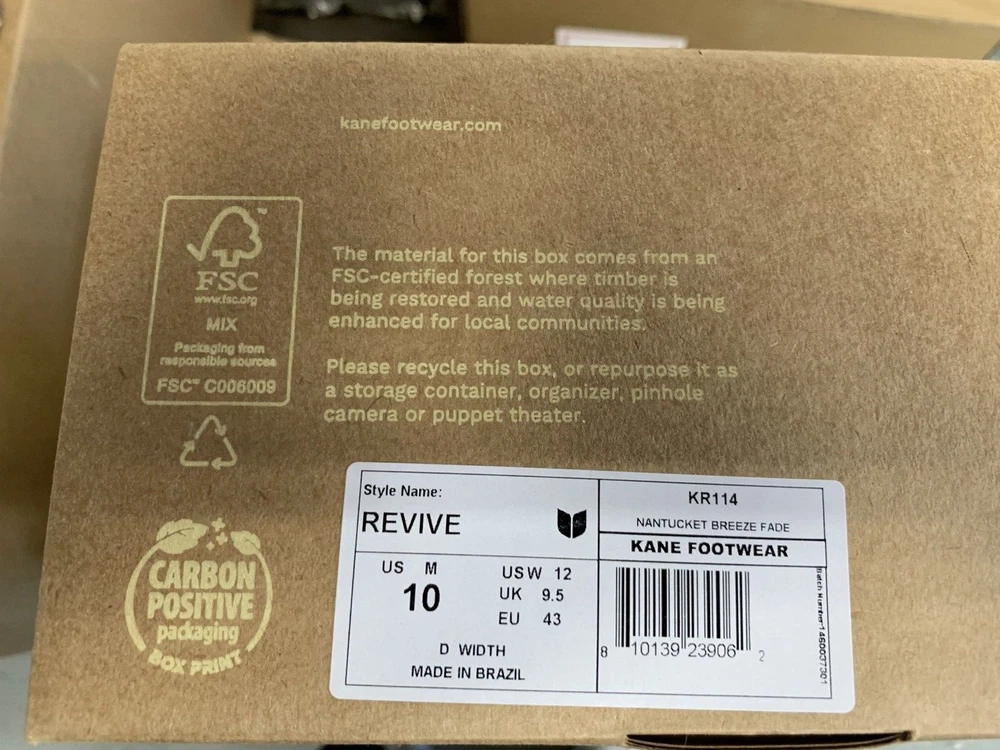 kanefootwear.com
FSC
www.fsc.org
MIX
Packaging from
responsible sources
FSC™ C006009
The material for this box comes from an
FSC-certified forest where timber is
being restored and water quality is being
enhanced for local communities.
Please recycle this box, or repurpose it as
a storage container, organizer, pinhole
camera or puppet theater.
CARBON
POSITIVE
packaging
BOX PRINT
Style Name:
REVIVE
US M
10
US W 12
UK 9.5
EU 43
D WIDTH
MADE IN BRAZIL
KR114
NANTUCKET BREEZE FADE
KANE FOOTWEAR
8 10139 23906 2
Batch Number